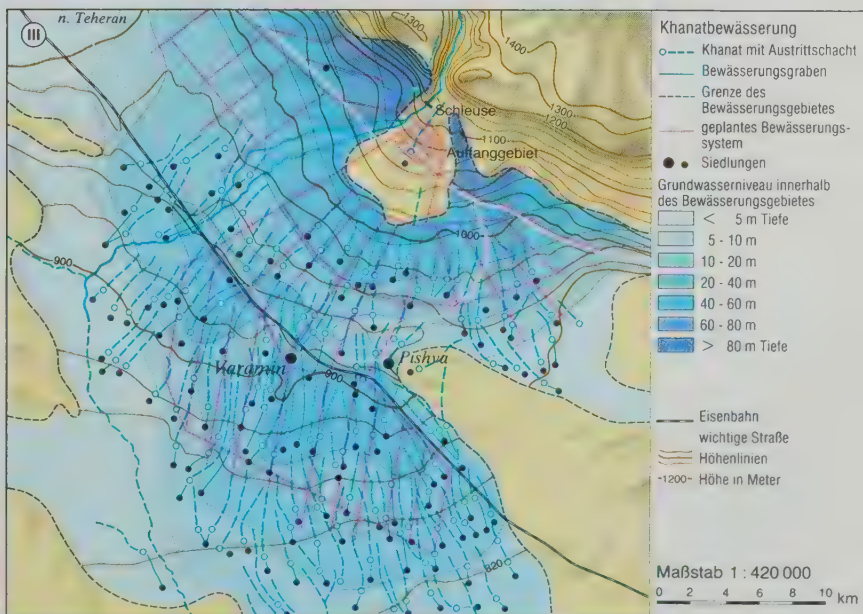 III
n. Teheran
1300
1400
1300
1200
Schleuse
1100
Auffanggebiet
1000
900
Varamin
Pishva
900
820
Khanatbewässerung
Khanat mit Austrittschacht
Bewässerungsgraben
Grenze des
Bewässerungsgebietes
geplantes Bewässerungs-
system
Siedlungen
Grundwasserniveau innerhalb
des Bewässerungsgebietes
< 5 m Tiefe
5 - 10 m
10 - 20 m
20 - 40 m
40 - 60 m
60 - 80 m
> 80 m Tiefe
Eisenbahn
wichtige Straße
Höhenlinien
-1200- Höhe in Meter
Maßstab 1 : 420 000
0 2 4 6 8 10 km